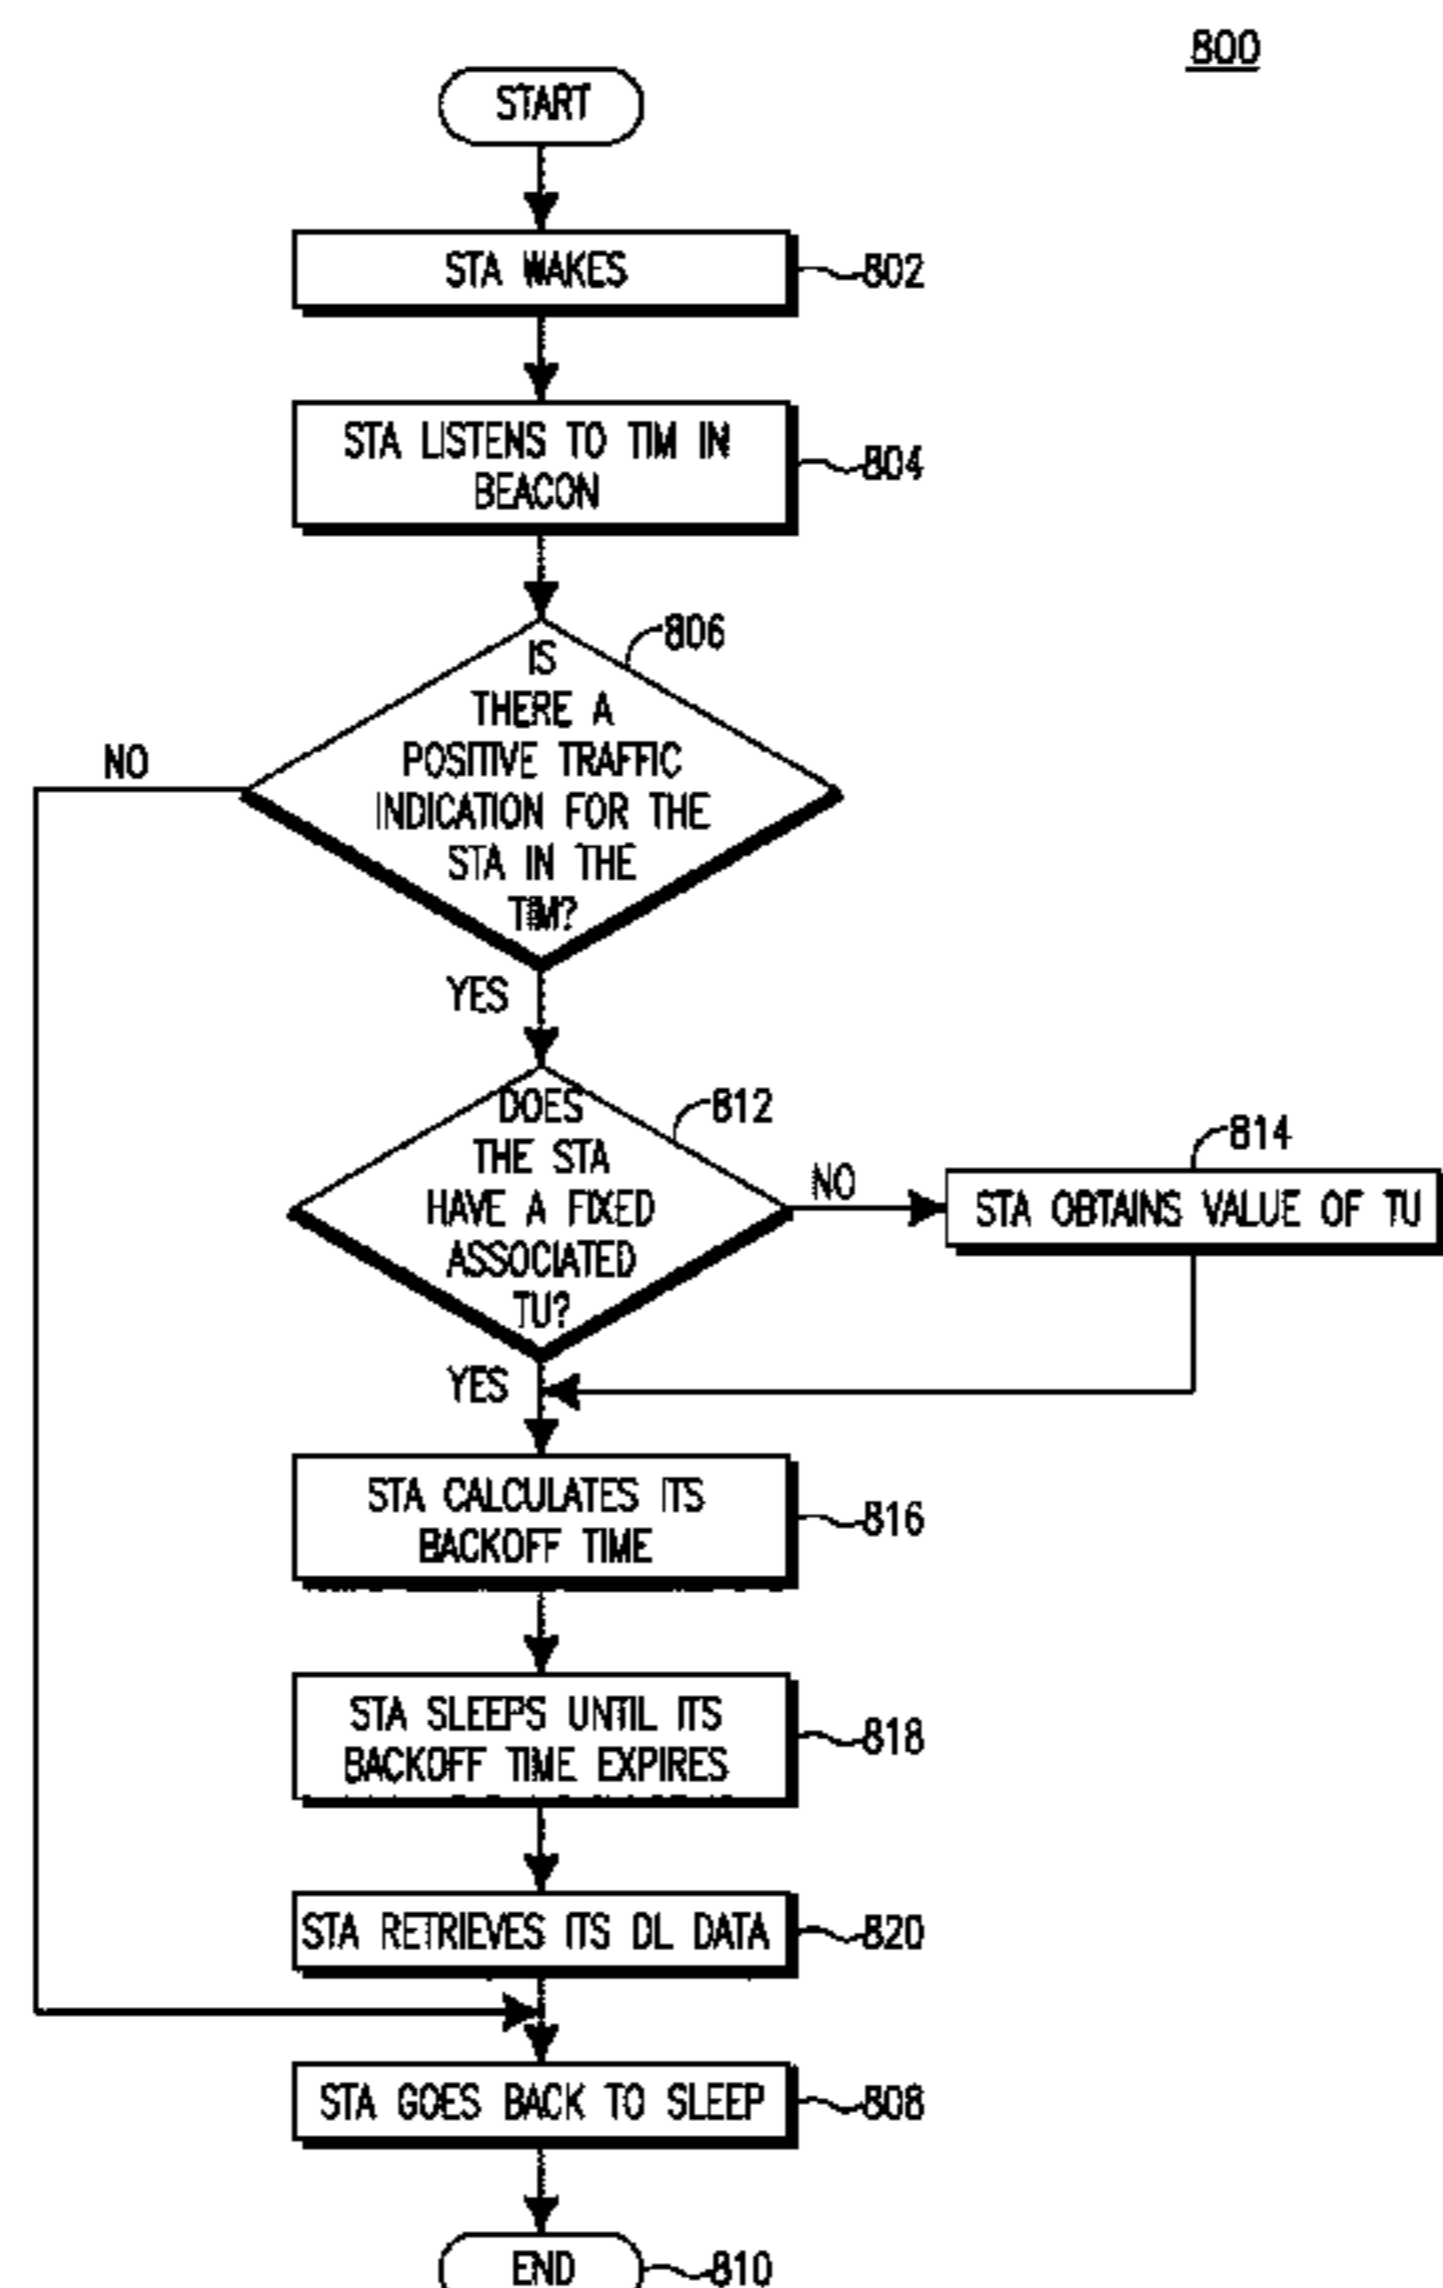 800
START
STA WAKES
802
STA LISTENS TO TIM IN
BEACON
804
806
IS
THERE A
POSITIVE TRAFFIC
INDICATION FOR THE
STA IN THE
TIM?
NO
YES
812
DOES
THE STA
HAVE A FIXED
ASSOCIATED
TU?
NO
814
STA OBTAINS VALUE OF TU
YES
STA CALCULATES ITS
BACKOFF TIME
816
STA SLEEPS UNTIL ITS
BACKOFF TIME EXPIRES
818
STA RETRIEVES ITS DL DATA
820
STA GOES BACK TO SLEEP
808
END
810